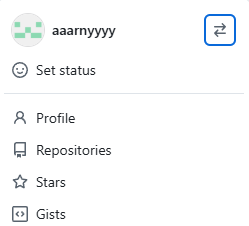 aaarnyyyy
Set status
Profile
Repositories
Stars
Gists